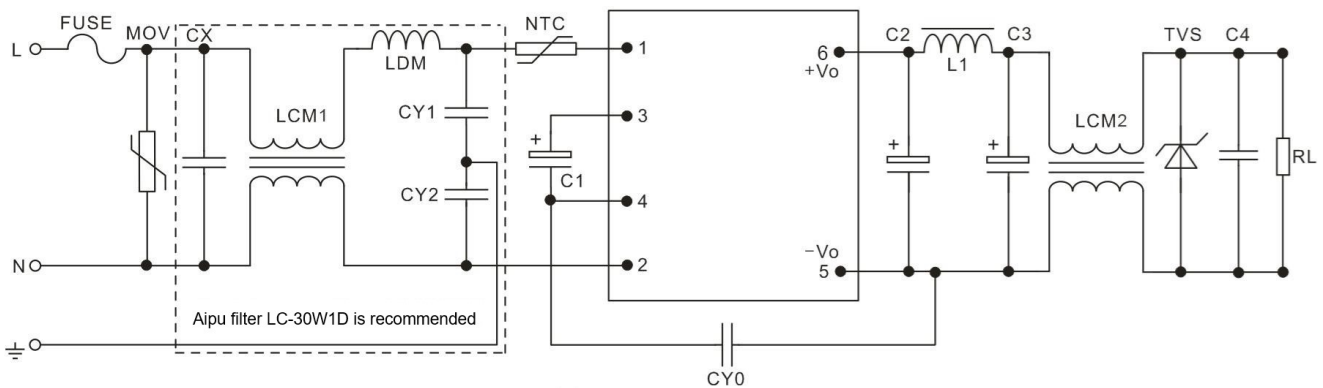 FUSE
L
MOV
CX
LDM
LCM1
CY1
CY2
NTC
1
3
+
C1
4
2
N
Aipu filter LC-30W1D is recommended
CY0
6
+Vo
−Vo
5
C2
L1
C3
+
+
LCM2
TVS
C4
RL